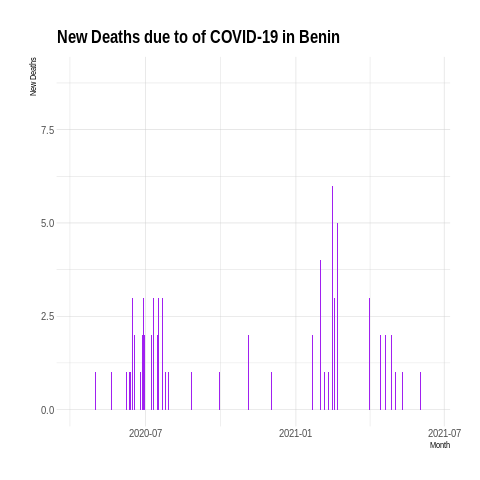 New Deaths due to of COVID-19 in Benin
New Deaths
7.5
5.0
2.5
0.0
2020-07
2021-01
2021-07
Month